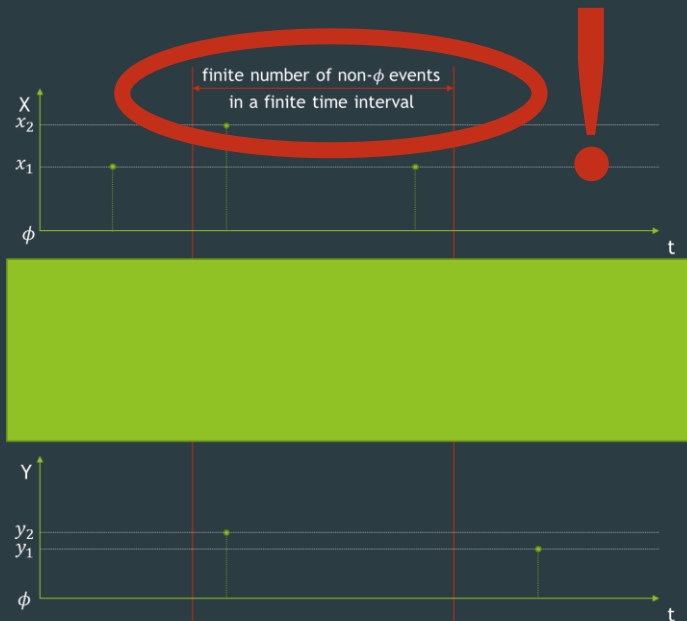 finite number of non-ϕ events
in a finite time interval
X
x₂
x₁
ϕ
t
Y
y₂
y₁
ϕ
t